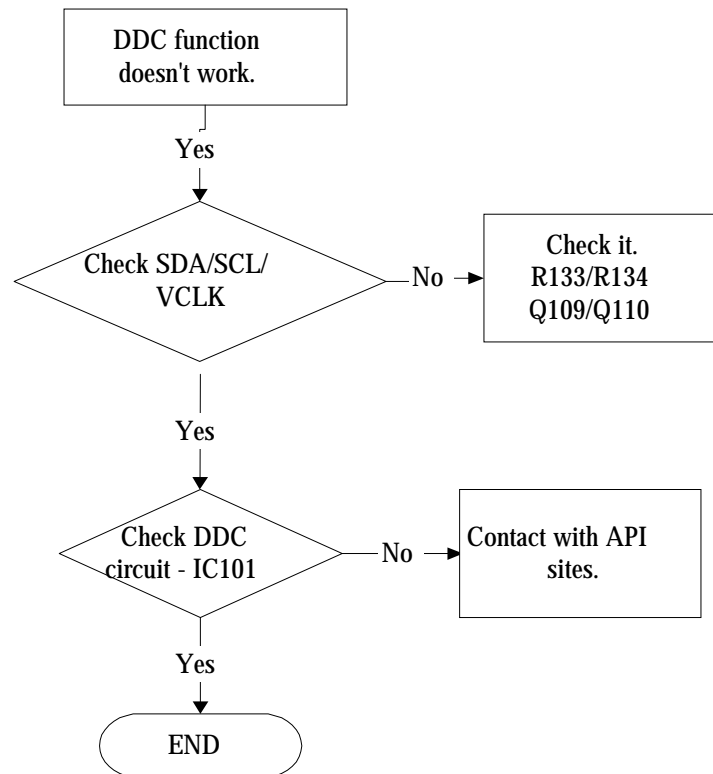 DDC function
doesn't work.
Yes
Check SDA/SCL/
VCLK
No
Check it.
R133/R134
Q109/Q110
Yes
Check DDC
circuit - IC101
No
Contact with API
sites.
Yes
END